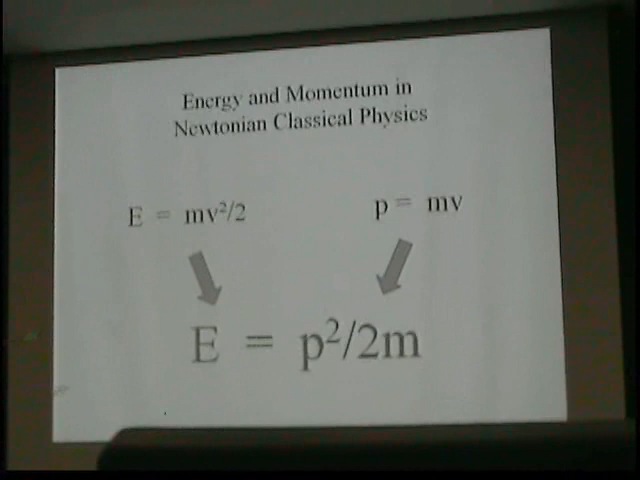 Energy and Momentum in
Newtonian Classical Physics
E = mv²/2
p = mv
E = p²/2m